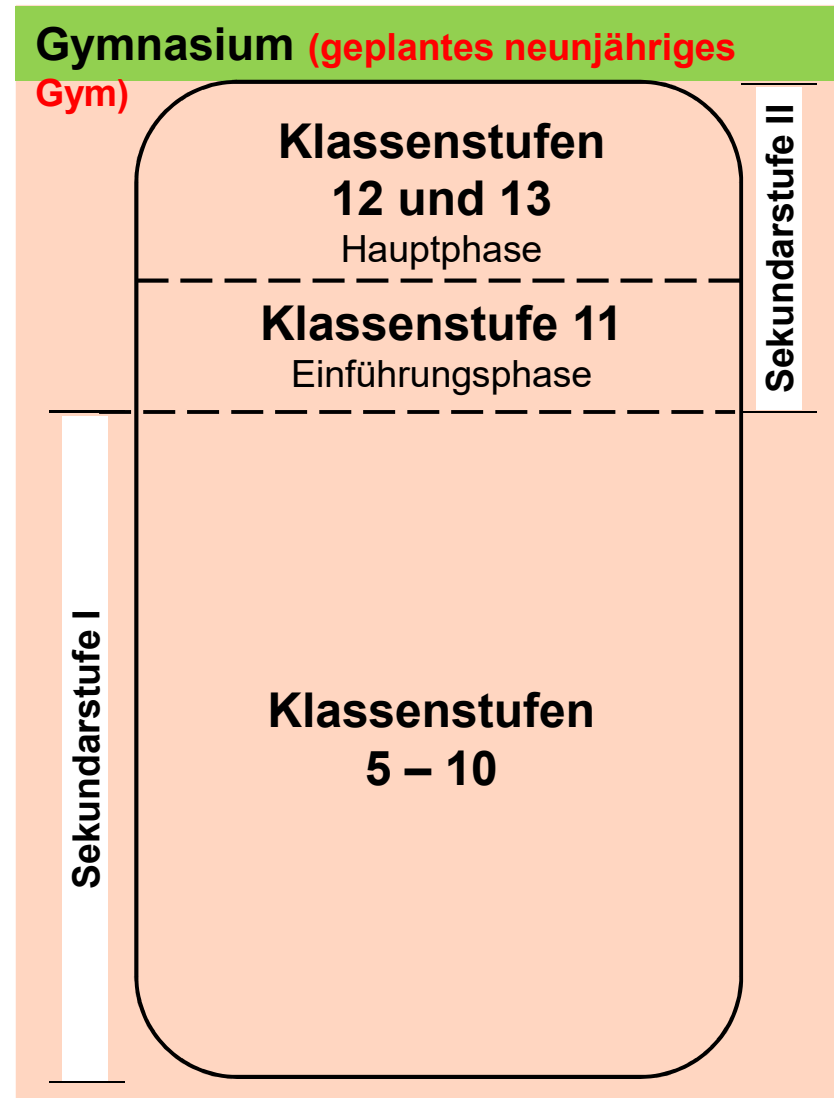 Gymnasium (geplantes neunjähriges
Gym)
Klassenstufen
12 und 13
Hauptphase
Klassenstufe 11
Einführungsphase
Sekundarstufe II
Sekundarstufe I
Klassenstufen
5 – 10